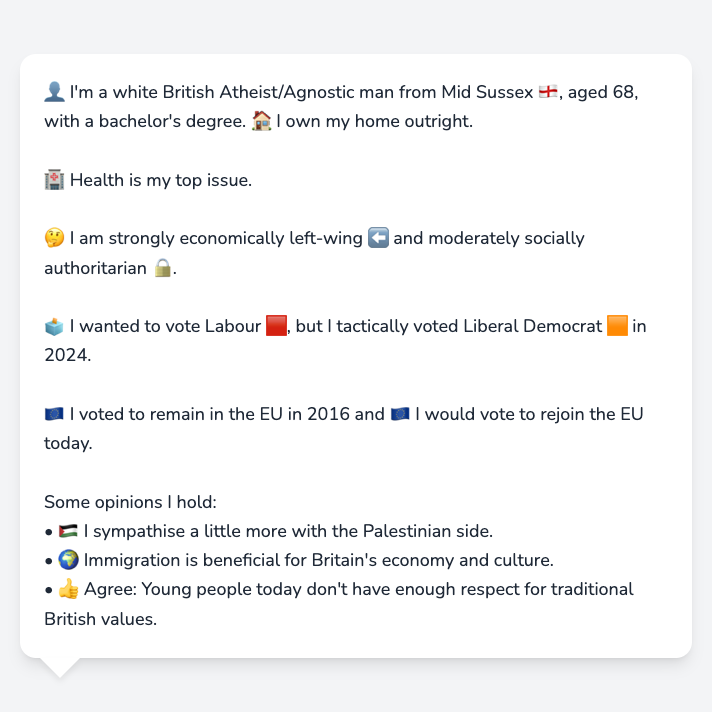 👤 I'm a white British Atheist/Agnostic man from Mid Sussex 🏴󠁧󠁢󠁥󠁮󠁧󠁿, aged 68,
with a bachelor's degree. 🏠 I own my home outright.
🏥 Health is my top issue.
🤔 I am strongly economically left-wing ⬅️ and moderately socially
authoritarian 🔒.
🗳️ I wanted to vote Labour 🟥, but I tactically voted Liberal Democrat 🟧 in
2024.
🇪🇺 I voted to remain in the EU in 2016 and 🇪🇺 I would vote to rejoin the EU
today.
Some opinions I hold:
• 🇵🇸 I sympathise a little more with the Palestinian side.
• 🌍 Immigration is beneficial for Britain's economy and culture.
• 👍 Agree: Young people today don't have enough respect for traditional
British values.